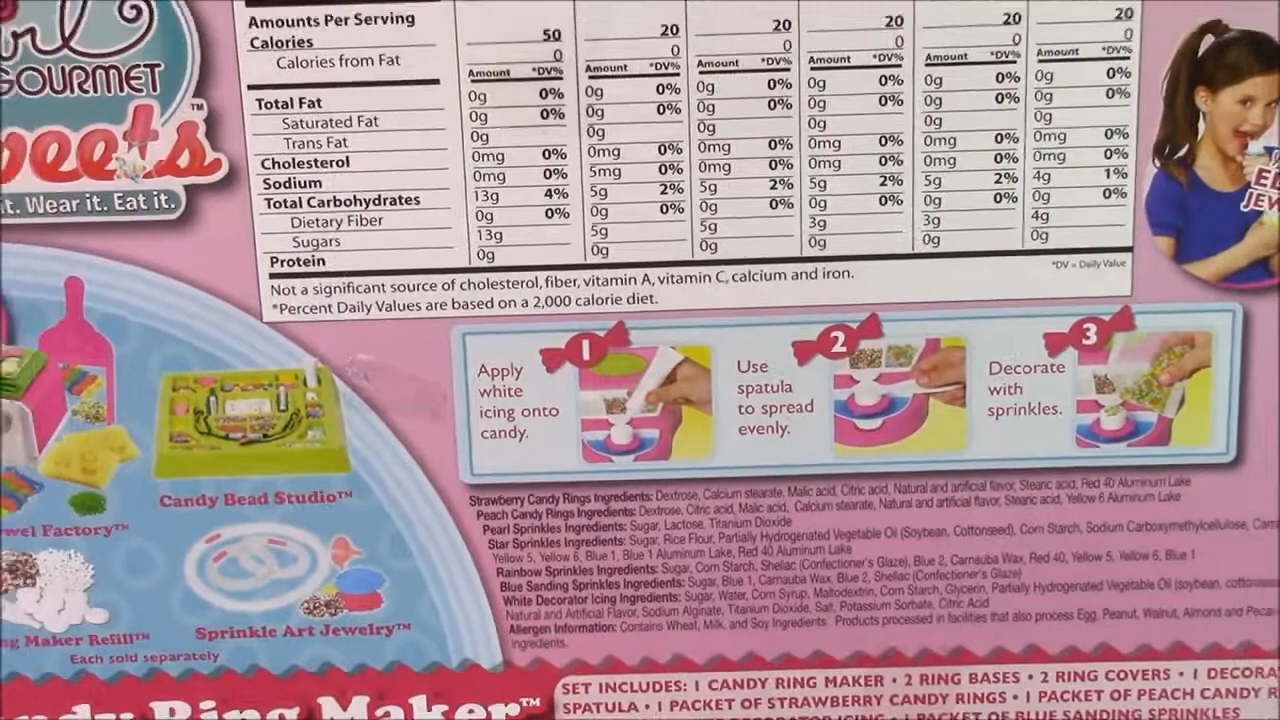 GOURMET
TM
it. Wear it. Eat it.
Amounts Per Serving
Calories 50 20 20 20 20 20
Calories from Fat 0 0 0 0 0 0
Amount *DV% Amount *DV% Amount *DV% Amount *DV% Amount *DV% Amount *DV%
Total Fat 0g 0% 0g 0% 0g 0% 0g 0% 0g 0% 0g 0%
Saturated Fat 0g 0% 0g 0% 0g 0% 0g 0% 0g 0% 0g 0%
Trans Fat 0g 0g 0g 0g 0g 0g
Cholesterol 0mg 0% 0mg 0% 0mg 0% 0mg 0% 0mg 0% 0mg 0%
Sodium 0mg 0% 5mg 0% 0mg 0% 0mg 0% 0mg 0% 0mg 0%
Total Carbohydrates 13g 4% 5g 2% 5g 2% 5g 2% 5g 2% 4g 1%
Dietary Fiber 0g 0% 0g 0% 0g 0% 0g 0% 0g 0% 0g 0%
Sugars 13g 5g 5g 3g 3g 4g
Protein 0g 0g 0g 0g 0g 0g
Not a significant source of cholesterol, fiber, vitamin A, vitamin C, calcium and iron.
*DV = Daily Value
*Percent Daily Values are based on a 2,000 calorie diet.
1
Apply
white
icing onto
candy.
2
Use
spatula
to spread
evenly.
3
Decorate
with
sprinkles.
Candy Bead Studio™
wel Factory™
ng Maker Refill™
Sprinkle Art Jewelry™
Each sold separately
Strawberry Candy Rings Ingredients: Dextrose, Calcium stearate, Malic acid, Citric acid, Natural and artificial flavor, Stearic acid, Red 40 Aluminum Lake
Peach Candy Rings Ingredients: Dextrose, Citric acid, Malic acid, Calcium stearate, Natural and artificial flavor, Stearic acid, Yellow 6 Aluminum Lake
Pearl Sprinkles Ingredients: Sugar, Lactose, Titanium Dioxide
Star Sprinkles Ingredients: Sugar, Rice Flour, Partially Hydrogenated Vegetable Oil (Soybean, Cottonseed), Corn Starch, Sodium Carboxymethylcellulose,
Yellow 5, Yellow 6, Blue 1, Blue 1 Aluminum Lake, Red 40 Aluminum Lake
Rainbow Sprinkles Ingredients: Sugar, Corn Starch, Shellac (Confectioner's Glaze), Blue 2, Carnauba Wax, Red 40, Yellow 5, Yellow 6, Blue 1
Blue Sanding Sprinkles Ingredients: Sugar, Blue 1, Carnauba Wax, Blue 2, Shellac (Confectioner's Glaze)
White Decorator Icing Ingredients: Sugar, Water, Corn Syrup, Maltodextrin, Corn Starch, Glycerin, Partially Hydrogenated Vegetable Oil (soybean,
Natural and Artificial Flavor, Sodium Alginate, Titanium Dioxide, Salt, Potassium Sorbate, Citric Acid
Allergen Information: Contains Wheat, Milk, and Soy Ingredients. Products processed in facilities that also process Egg, Peanut, Walnut, Almond and
Ingredients.
ndy Ring Maker™
SET INCLUDES: 1 CANDY RING MAKER • 2 RING BASES • 2 RING COVERS • 1 DECORA
SPATULA • 1 PACKET OF STRAWBERRY CANDY RINGS • 1 PACKET OF PEACH CANDY R
ICING • 1 PACKET OF BLUE SANDING SPRINKLES